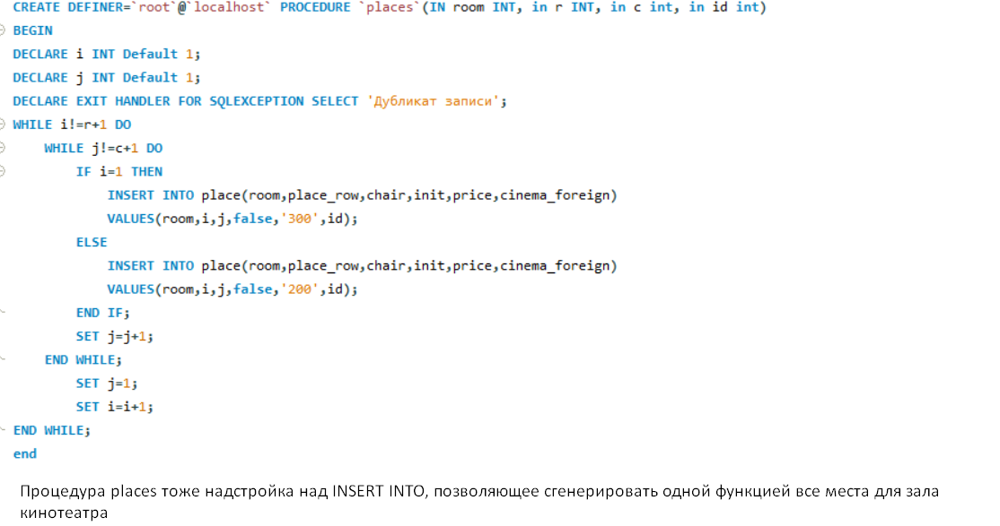 CREATE DEFINER=`root`@`localhost` PROCEDURE `places`(IN room INT, in r INT, in c int, in id int)
BEGIN
DECLARE i INT Default 1;
DECLARE j INT Default 1;
DECLARE EXIT HANDLER FOR SQLEXCEPTION SELECT 'Дубликат записи';
WHILE i!=r+1 DO
    WHILE j!=c+1 DO
        IF i=1 THEN
            INSERT INTO place(room,place_row,chair,init,price,cinema_foreign)
            VALUES(room,i,j,false,'300',id);
        ELSE
            INSERT INTO place(room,place_row,chair,init,price,cinema_foreign)
            VALUES(room,i,j,false,'200',id);
        END IF;
        SET j=j+1;
    END WHILE;
        SET j=1;
        SET i=i+1;
END WHILE;
end
Процедура places тоже надстройка над INSERT INTO, позволяющее сгенерировать одной функцией все места для зала
кинотеатра